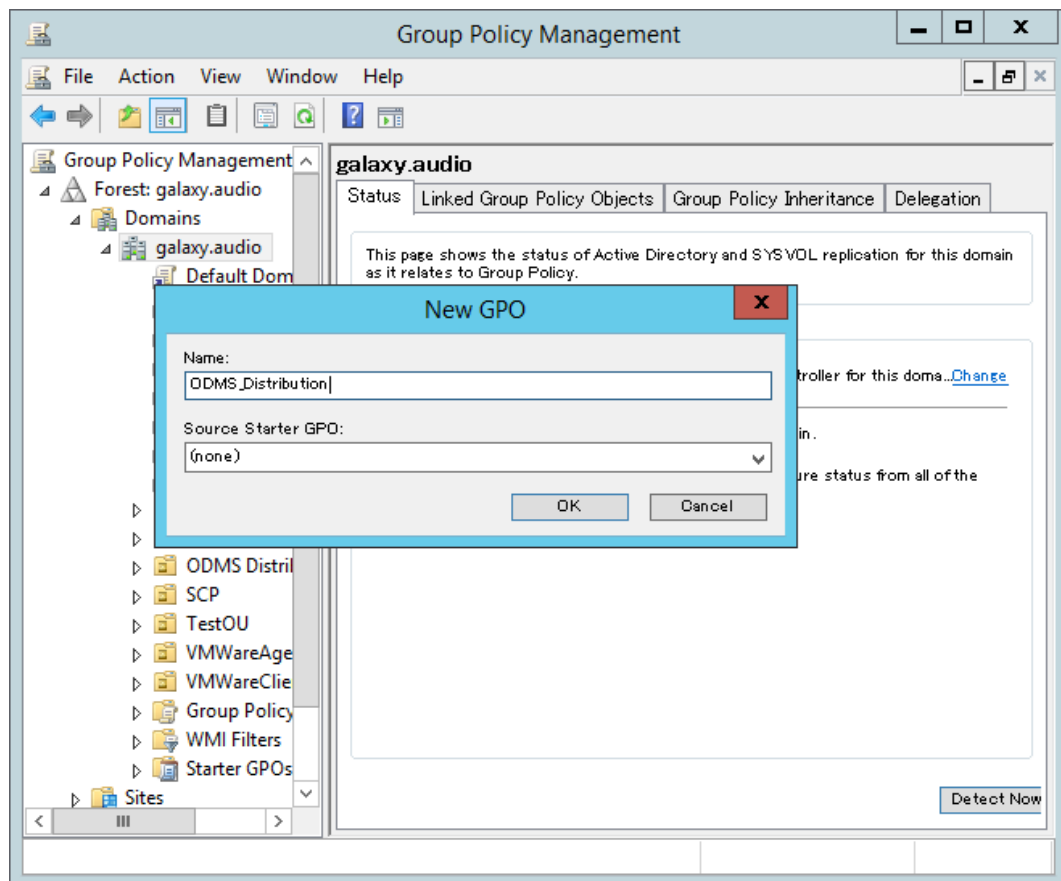 Group Policy Management
File Action View Window Help
Group Policy Management
Forest: galaxy.audio
Domains
galaxy.audio
Default Dom
ODMS Distril
SCP
TestOU
VMWareAge
VMWareClie
Group Policy
WMI Filters
Starter GPOs
Sites
galaxy.audio
Status Linked Group Policy Objects Group Policy Inheritance Delegation
This page shows the status of Active Directory and SYSVOL replication for this domain
as it relates to Group Policy.
troller for this doma...Change
in.
ure status from all of the
Detect Now
New GPO
Name:
ODMS_Distribution
Source Starter GPO:
(none)
OK Cancel